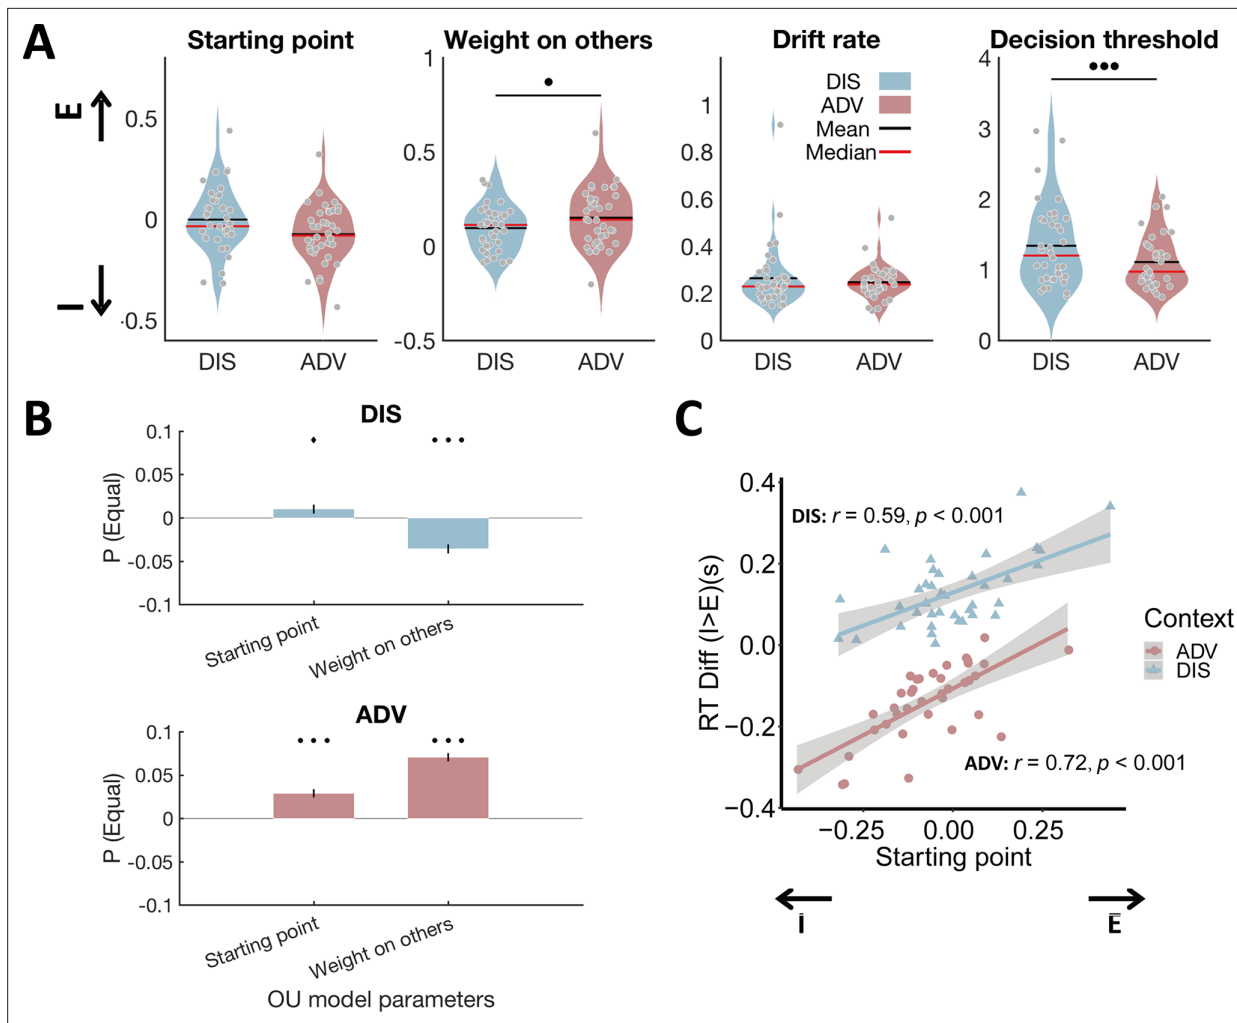 A
Starting point
Weight on others
Drift rate
Decision threshold
E
I
0.5
0
-0.5
DIS
ADV
1
0.5
0
-0.5
DIS
ADV
1
0.8
0.6
0.4
0.2
0
DIS
ADV
Mean
Median
DIS
ADV
4
3
2
1
0
DIS
ADV
B
DIS
P (Equal)
0.1
0.05
0
-0.05
-0.1
Starting point
Weight on others
ADV
P (Equal)
0.1
0.05
0
-0.05
-0.1
Starting point
Weight on others
OU model parameters
C
RT Diff (I>E)(s)
0.4
0.2
0.0
−0.2
−0.4
DIS: r = 0.59, p < 0.001
ADV: r = 0.72, p < 0.001
−0.25
0.00
0.25
Starting point
I
E
Context
ADV
DIS